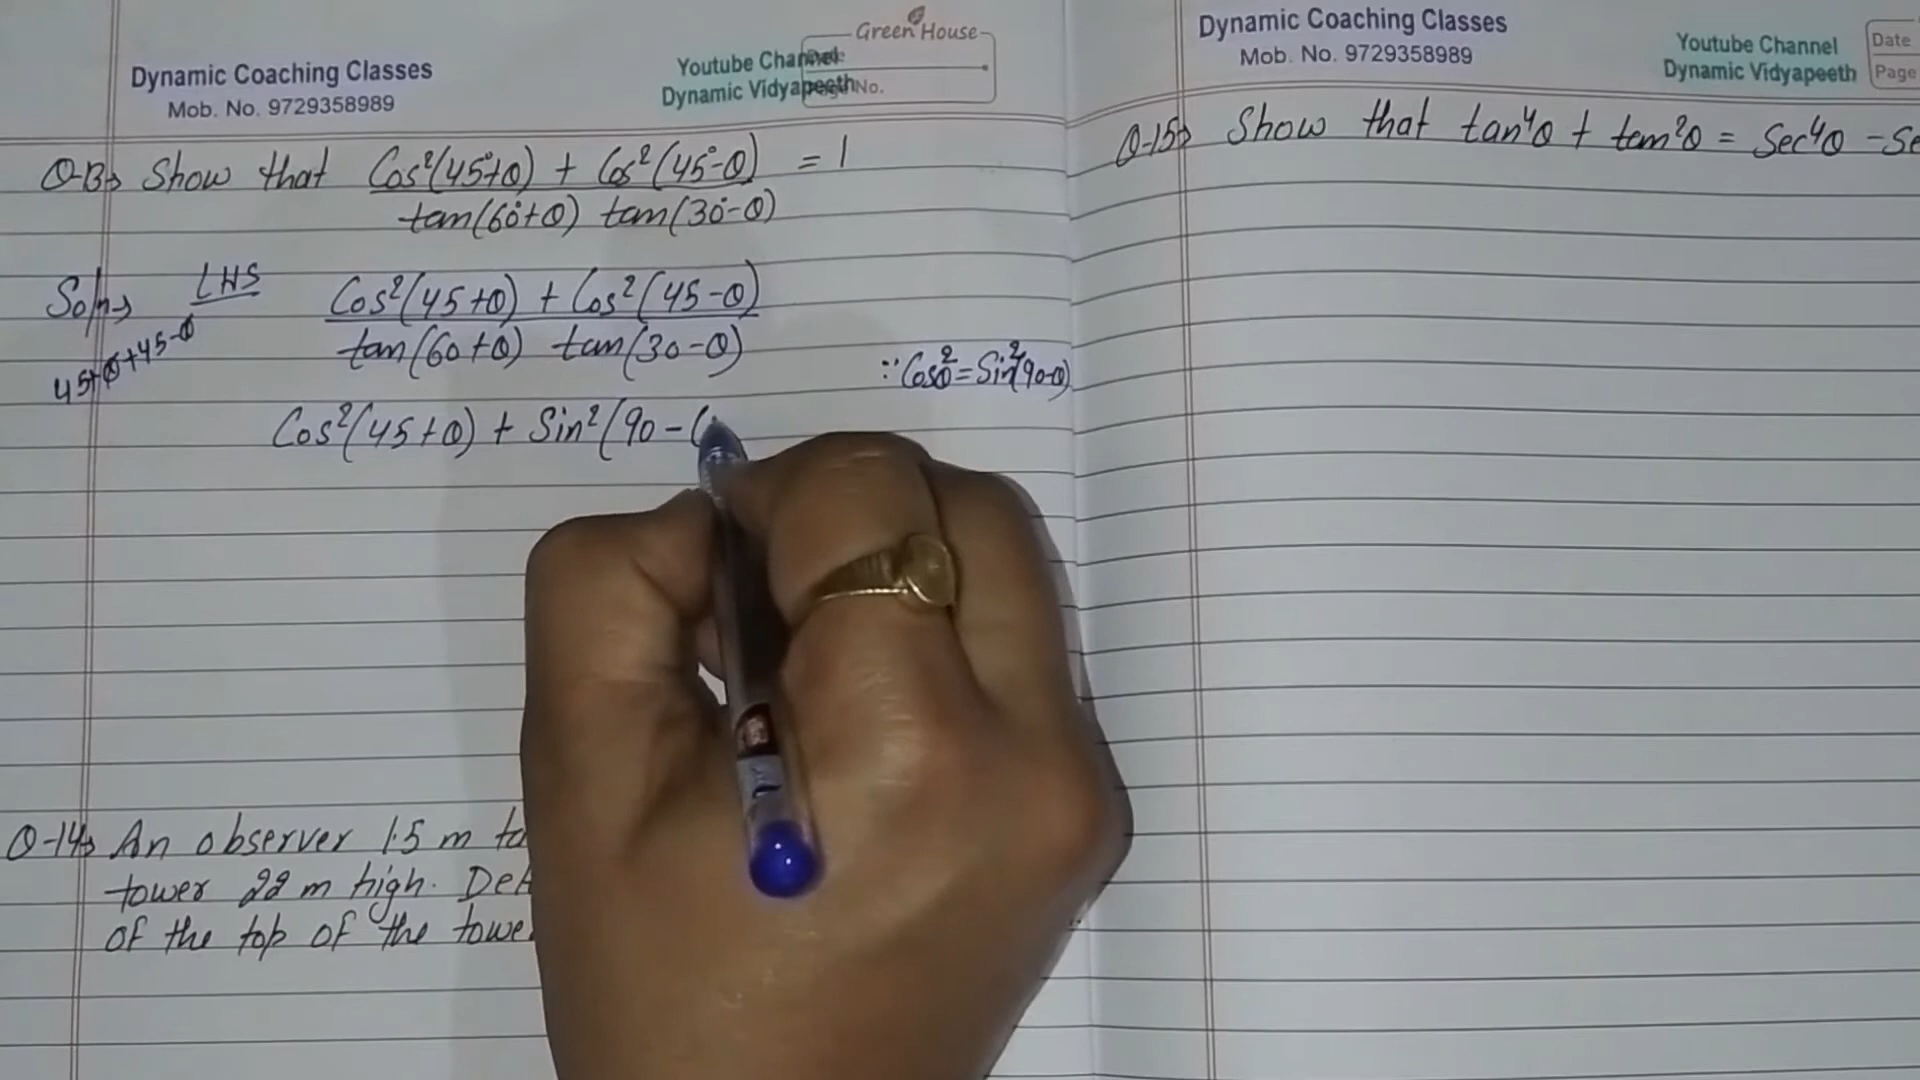 Dynamic Coaching Classes
Mob. No. 9729358989
Youtube Channel
Dynamic Vidyapeeth
Green House
No.
Q-13→ Show that Cos²(45°+θ) + Cos²(45°-θ) = 1
tan(60°+θ) tan(30°-θ)
Soln→ LHS Cos²(45+θ) + Cos²(45-θ)
tan(60+θ) tan(30-θ)
45+θ+45-θ
∵ Cos²θ = Sin²(90-θ)
Cos²(45+θ) + Sin²(90-(
Q-14→ An observer 1.5 m
tower 22 m high.
of the top of the
Dynamic Coaching Classes
Mob. No. 9729358989
Youtube Channel
Dynamic Vidyapeeth
Date
Page
Q-15→ Show that tan⁴θ + tan²θ = Sec⁴θ -